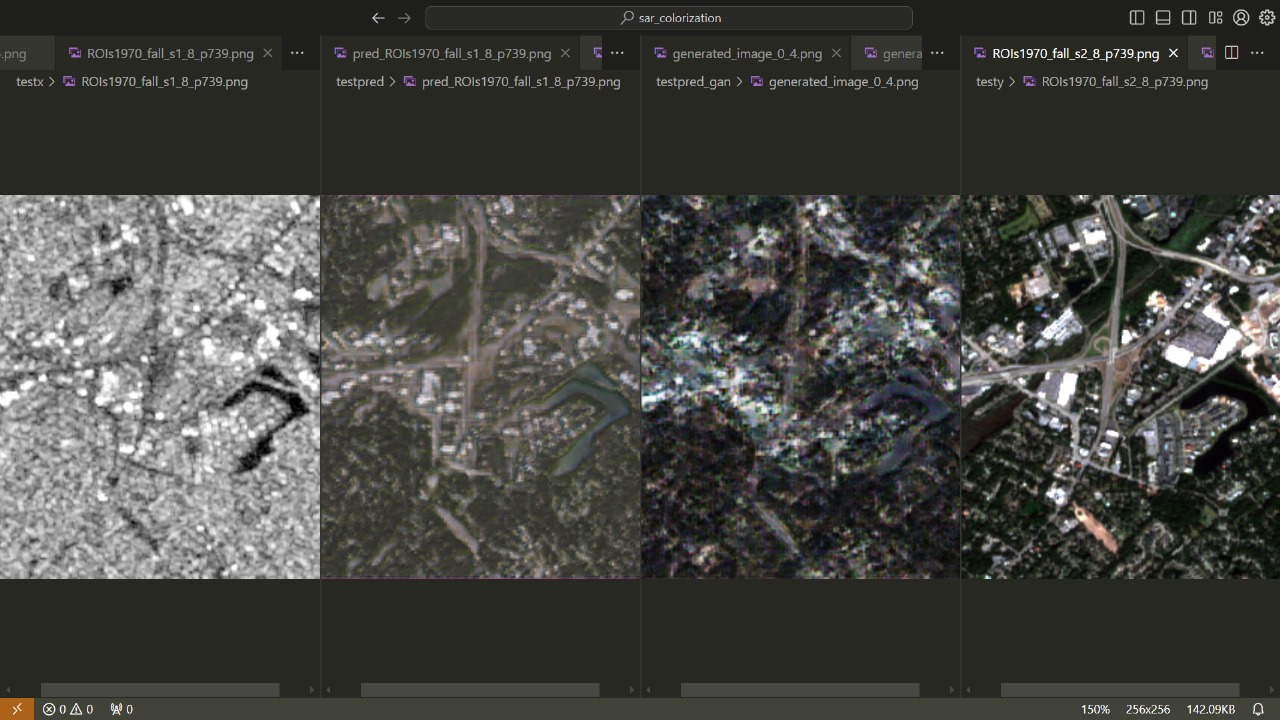 sar_colorization
.png
ROIs1970_fall_s1_8_p739.png
pred_ROIs1970_fall_s1_8_p739.png
generated_image_0_4.png
genera
ROIs1970_fall_s2_8_p739.png
testx > ROIs1970_fall_s1_8_p739.png
testpred > pred_ROIs1970_fall_s1_8_p739.png
testpred_gan > generated_image_0_4.png
testy > ROIs1970_fall_s2_8_p739.png
0 0 0 150% 256x256 142.09KB